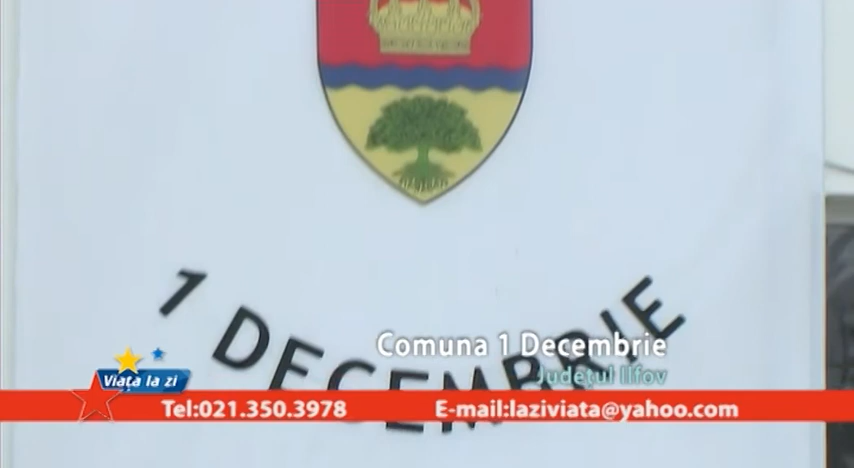 1 DECEMBRIE
Comuna 1 Decembrie
Județul Ilfov
Viața la zi
Tel:021.350.3978 E-mail:laziviata@yahoo.com